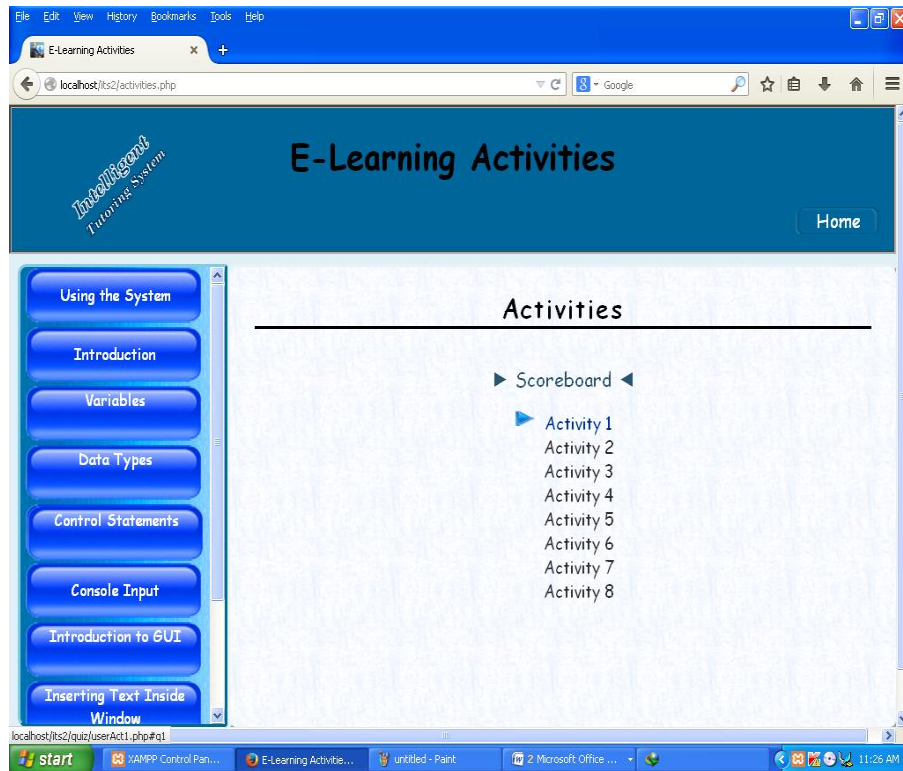 File Edit View History Bookmarks Tools Help
E-Learning Activities × +
localhost/its2/activities.php
8 Google
Intelligent
Tutoring System
E-Learning Activities
Home
Using the System
Introduction
Variables
Data Types
Control Statements
Console Input
Introduction to GUI
Inserting Text Inside
Window
Activities
Scoreboard
Activity 1
Activity 2
Activity 3
Activity 4
Activity 5
Activity 6
Activity 7
Activity 8
localhost/its2/quiz/userAct1.php#q1
start XAMPP Control Pan... E-Learning Activitie... untitled - Paint 2 Microsoft Office ... 11:26 AM